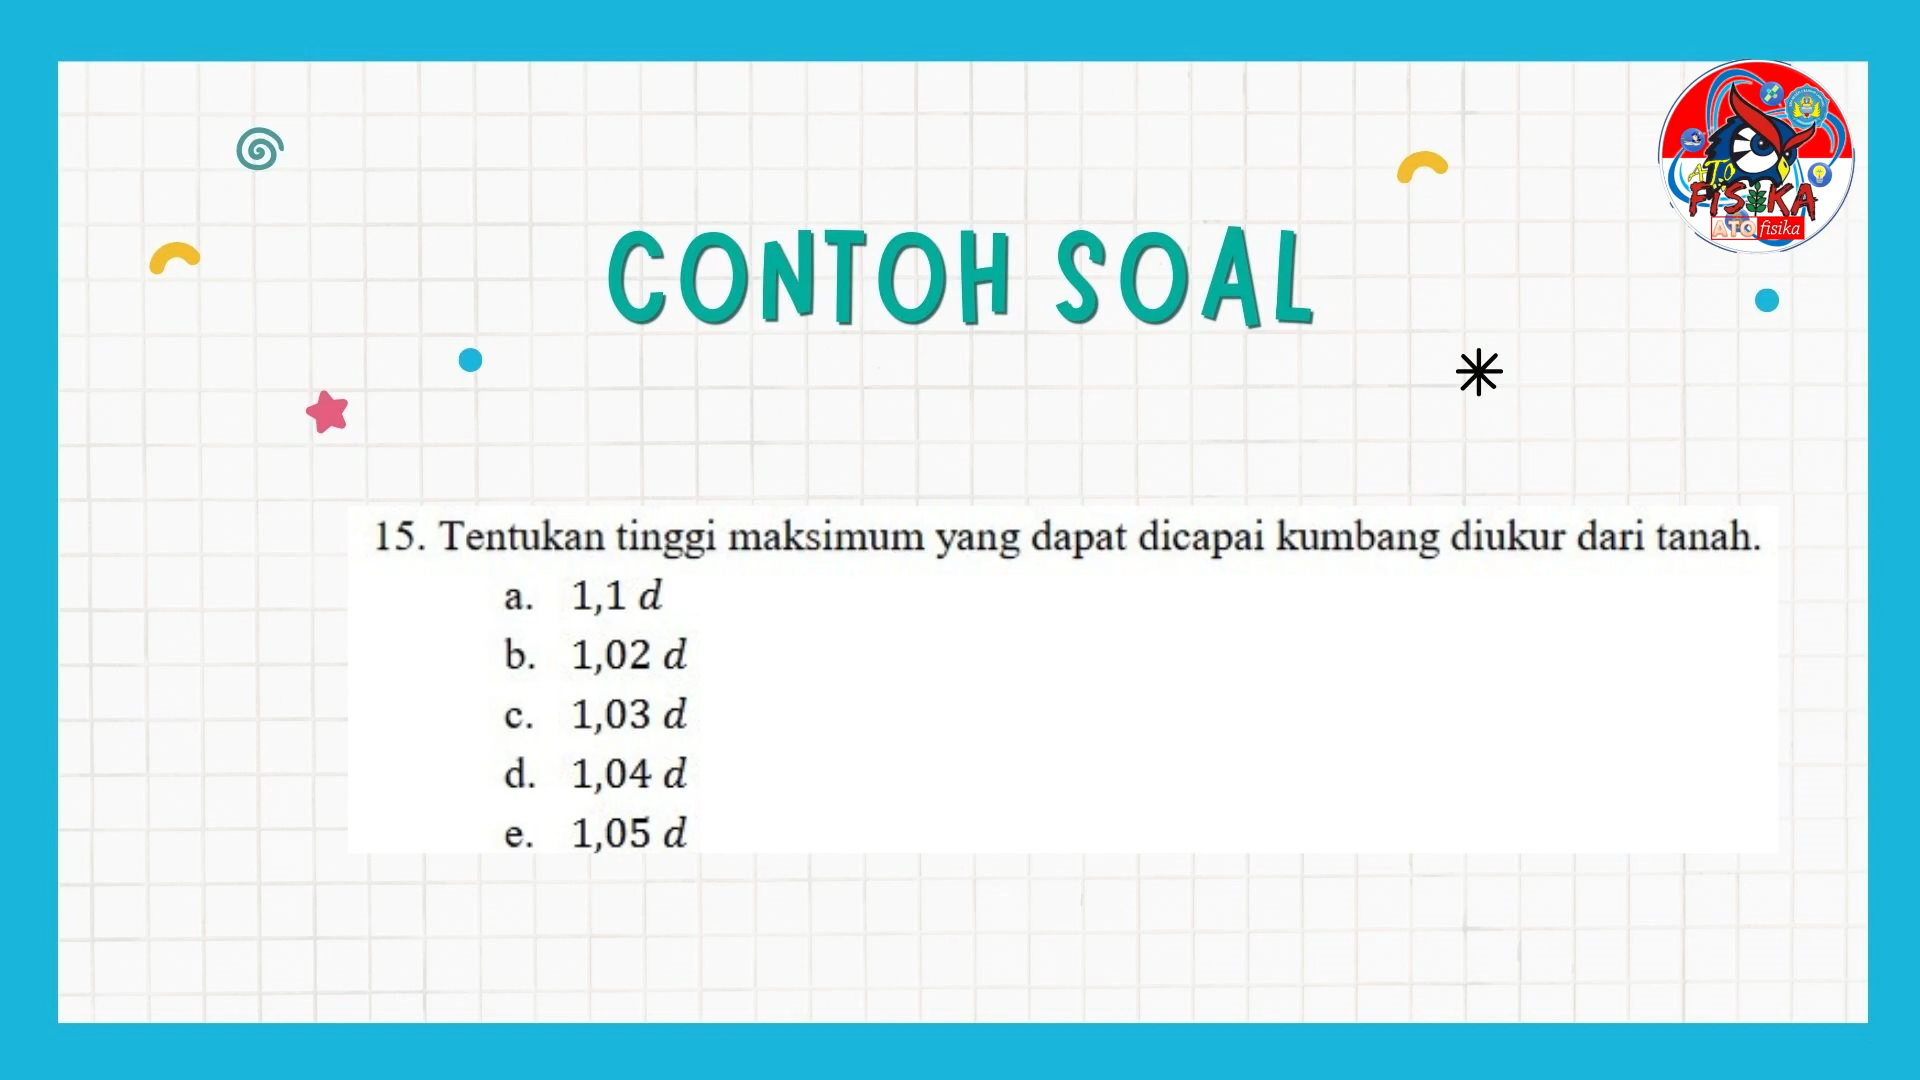 ATO
FISIKA
ATO fisika
CONTOH SOAL
15. Tentukan tinggi maksimum yang dapat dicapai kumbang diukur dari tanah.
a. 1,1 d
b. 1,02 d
c. 1,03 d
d. 1,04 d
e. 1,05 d